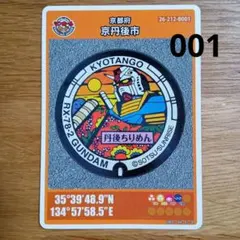 京都府
京丹後市
26-212-B001
001
KYOTANGO
RX-78-2 GUNDAM
丹後ちりめん
©SOTSU・SUNRISE
35°39'48.9"N
134°57'58.5"E